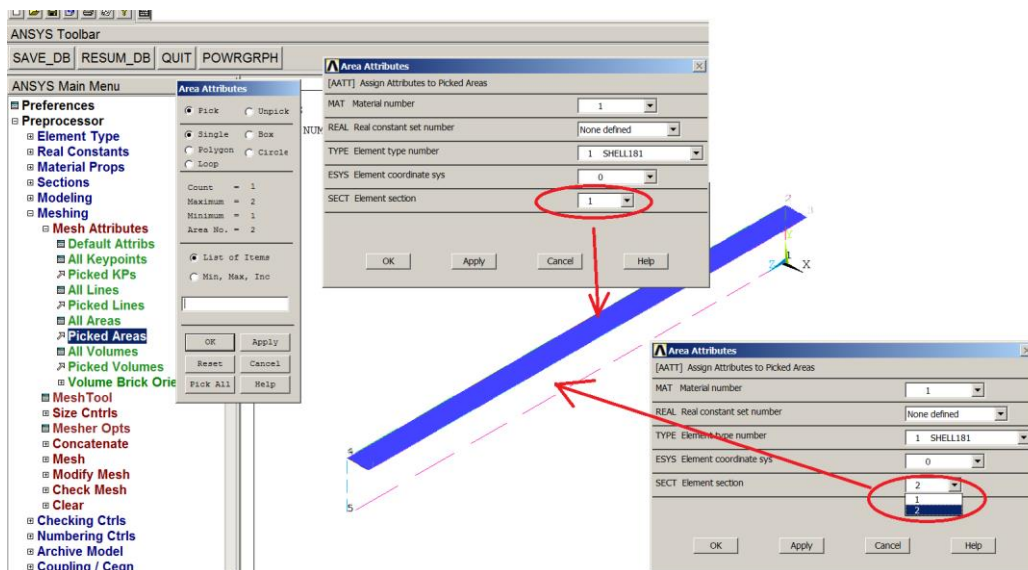 ANSYS Toolbar
SAVE_DB RESUM_DB QUIT POWRGRPH
ANSYS Main Menu
Preferences
Preprocessor
Element Type
Real Constants
Material Props
Sections
Modeling
Meshing
Mesh Attributes
Default Attribs
All Keypoints
Picked KPs
All Lines
Picked Lines
All Areas
Picked Areas
All Volumes
Picked Volumes
Volume Brick Orie
MeshTool
Size Cntrls
Mesher Opts
Concatenate
Mesh
Modify Mesh
Check Mesh
Clear
Checking Ctrls
Numbering Ctrls
Archive Model
Coupling / Ceqn
Area Attributes
Pick Unpick
Single Box
Polygon Circle
Loop
Count = 1
Maximum = 2
Minimum = 1
Area No. = 2
List of Items
Min, Max, Inc
OK Apply
Reset Cancel
Pick All Help
NUM
Area Attributes
[AATT] Assign Attributes to Picked Areas
MAT Material number 1
REAL Real constant set number None defined
TYPE Element type number 1 SHELL181
ESYS Element coordinate sys 0
SECT Element section 1
OK Apply Cancel Help
X
5
Area Attributes
[AATT] Assign Attributes to Picked Areas
MAT Material number 1
REAL Real constant set number None defined
TYPE Element type number 1 SHELL181
ESYS Element coordinate sys 0
SECT Element section 2
1
2
OK Apply Cancel Help